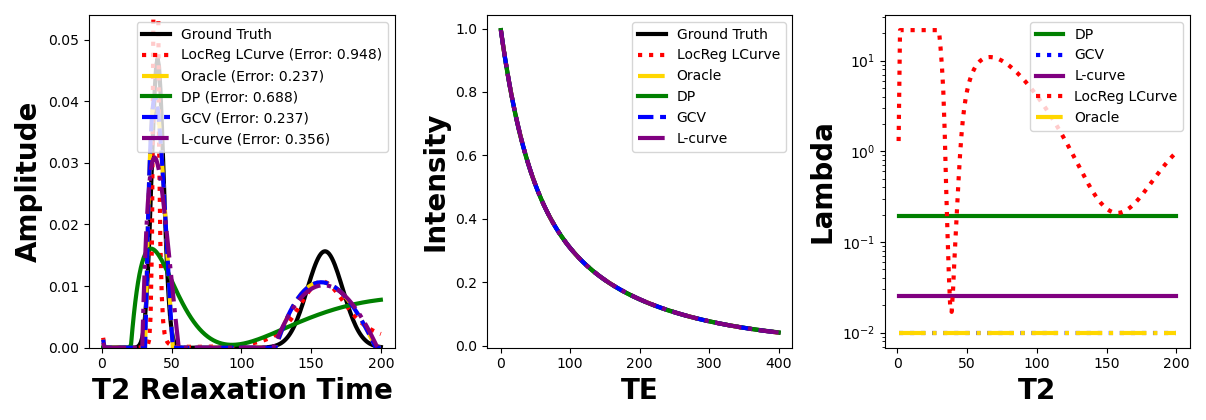 Amplitude
0.05
0.04
0.03
0.02
0.01
0.00
Ground Truth
LocReg LCurve (Error: 0.948)
Oracle (Error: 0.237)
DP (Error: 0.688)
GCV (Error: 0.237)
L-curve (Error: 0.356)
0 50 100 150 200
T2 Relaxation Time
Intensity
1.0
0.8
0.6
0.4
0.2
0.0
Ground Truth
LocReg LCurve
Oracle
DP
GCV
L-curve
0 100 200 300 400
TE
Lambda
10¹
10⁰
10⁻¹
10⁻²
DP
GCV
L-curve
LocReg LCurve
Oracle
0 50 100 150 200
T2